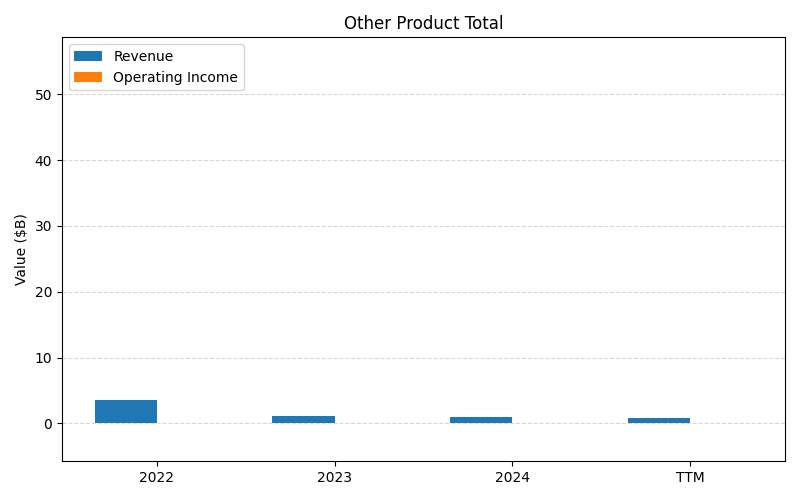 Other Product Total
Revenue
Operating Income
Value ($B)
50
40
30
20
10
0
2022
2023
2024
TTM